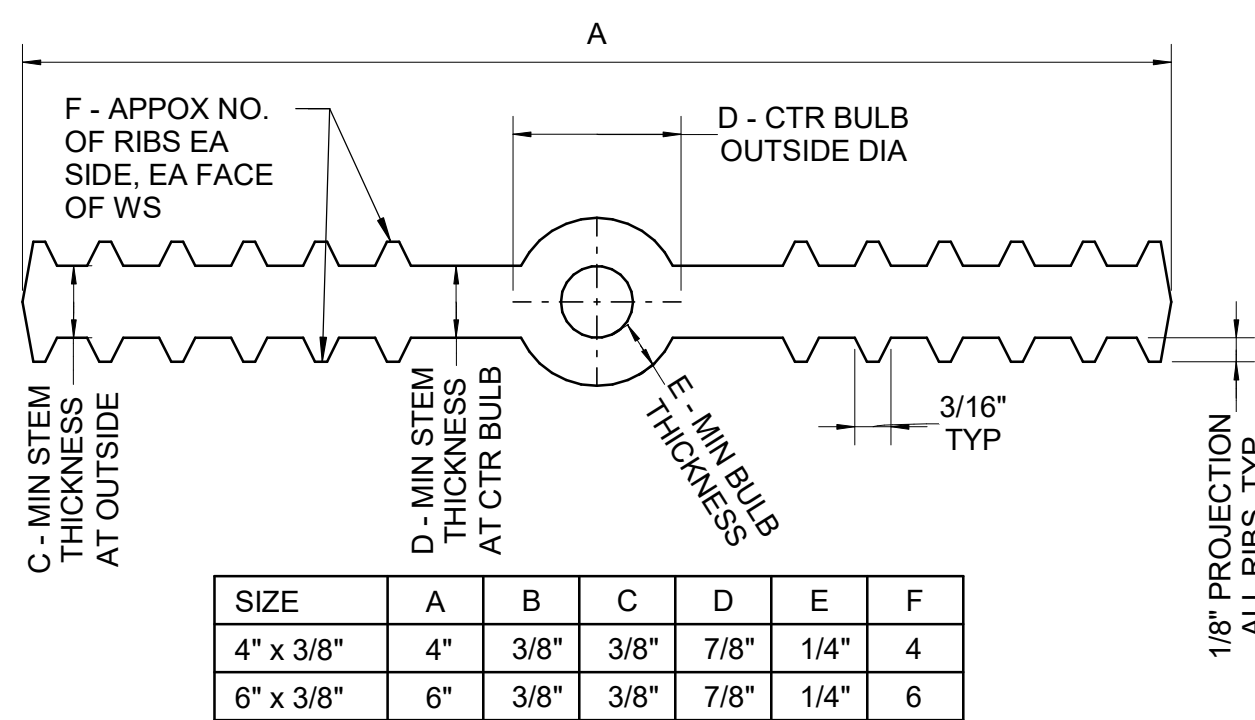 A
F - APPOX NO.
OF RIBS EA
SIDE, EA FACE
OF WS
D - CTR BULB
OUTSIDE DIA
C - MIN STEM
THICKNESS
AT OUTSIDE
D - MIN STEM
THICKNESS
AT CTR BULB
E - MIN BULB
THICKNESS
3/16"
TYP
1/8" PROJECTION
ALL RIBS, TYP
SIZE A B C D E F
4" x 3/8" 4" 3/8" 3/8" 7/8" 1/4" 4
6" x 3/8" 6" 3/8" 3/8" 7/8" 1/4" 6